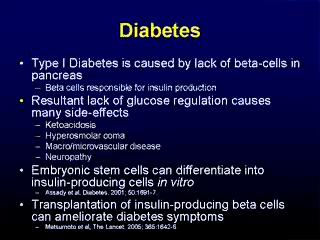 Diabetes
• Type I Diabetes is caused by lack of beta-cells in
pancreas
– Beta cells responsible for insulin production
• Resultant lack of glucose regulation causes
many side-effects
– Ketoacidosis
– Hyperosmolar coma
– Macro/microvascular disease
– Neuropathy
• Embryonic stem cells can differentiate into
insulin-producing cells in vitro
– Assady et al. Diabetes. 2001; 50:1691-7.
• Transplantation of insulin-producing beta cells
can ameliorate diabetes symptoms
– Matsumoto et al, The Lancet. 2005; 365:1642-5